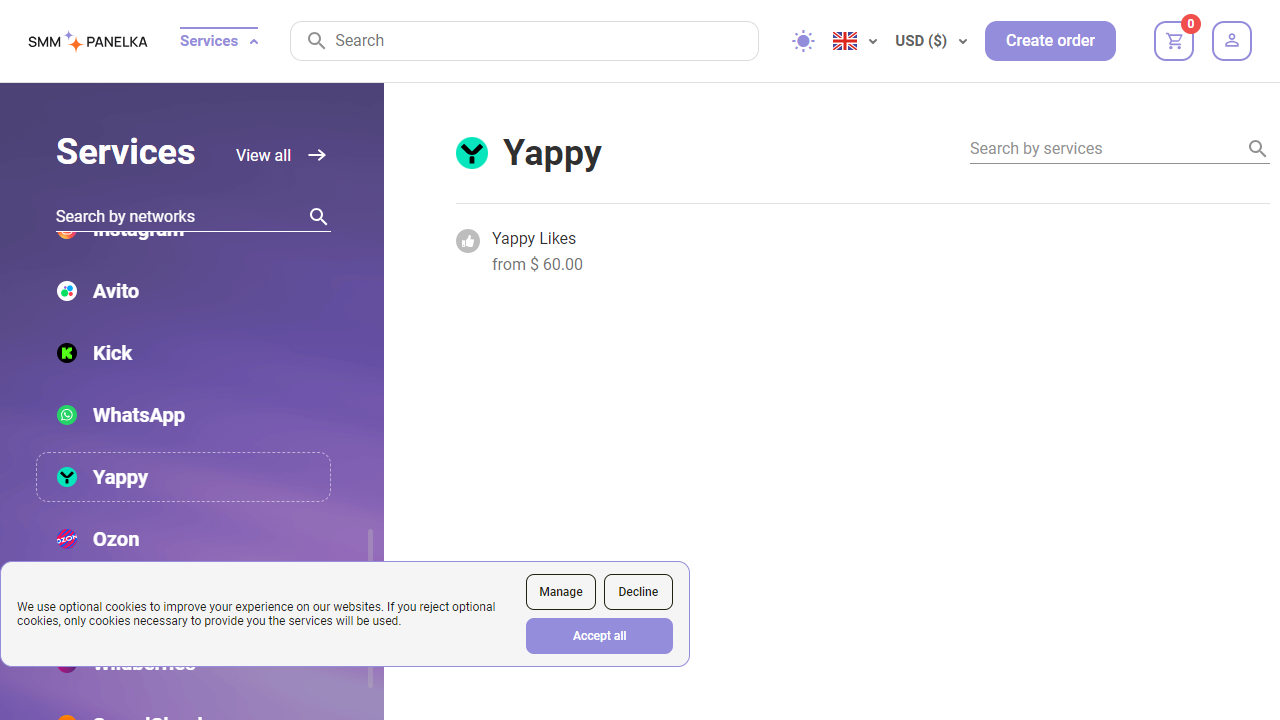 SMM PANELKA
Services
Search
USD ($)
Create order
0
Services
View all
Search by networks
Instagram
Avito
Kick
WhatsApp
Yappy
OZON
Ozon
Wildberries
Yappy
Search by services
Yappy Likes
from $ 60.00
We use optional cookies to improve your experience on our websites. If you reject optional
cookies, only cookies necessary to provide you the services will be used.
Manage
Decline
Accept all